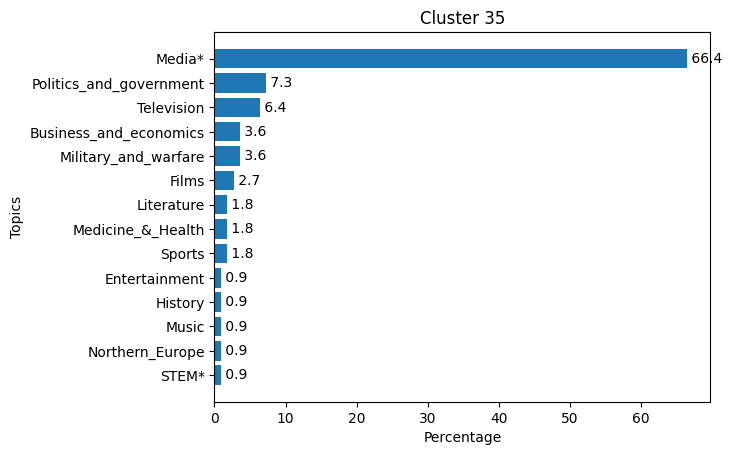 Cluster 35
Topics
Media* 66.4
Politics_and_government 7.3
Television 6.4
Business_and_economics 3.6
Military_and_warfare 3.6
Films 2.7
Literature 1.8
Medicine_&_Health 1.8
Sports 1.8
Entertainment 0.9
History 0.9
Music 0.9
Northern_Europe 0.9
STEM* 0.9
0 10 20 30 40 50 60
Percentage